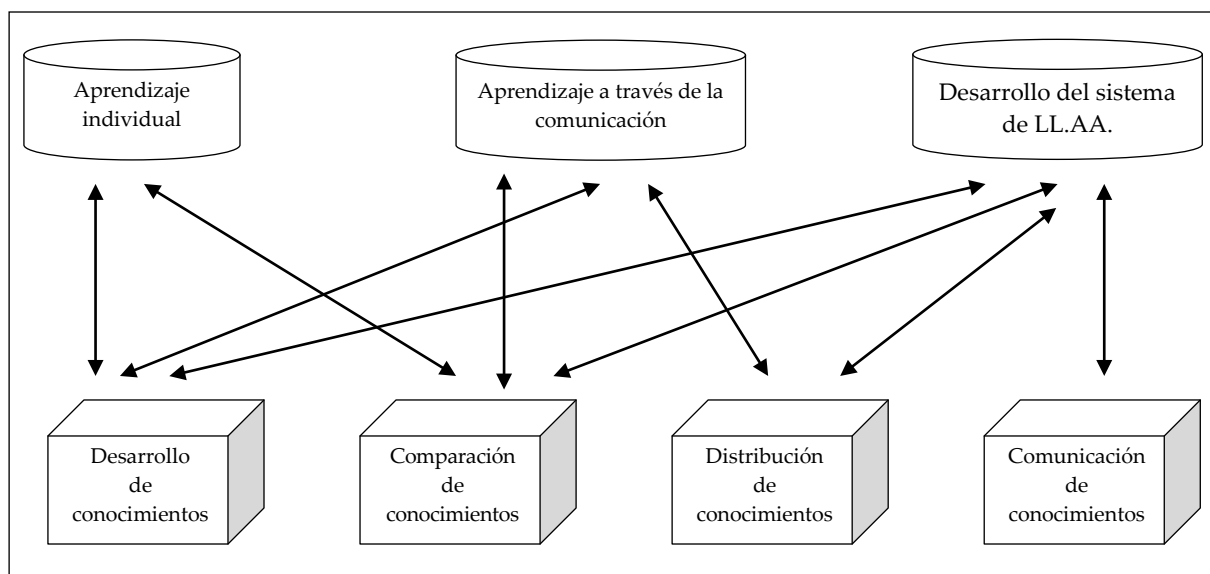 Aprendizaje
individual
Aprendizaje a través de la
comunicación
Desarrollo del sistema
de LL.AA.
Desarrollo
de
conocimientos
Comparación
de
conocimientos
Distribución
de
conocimientos
Comunicación
de
conocimientos